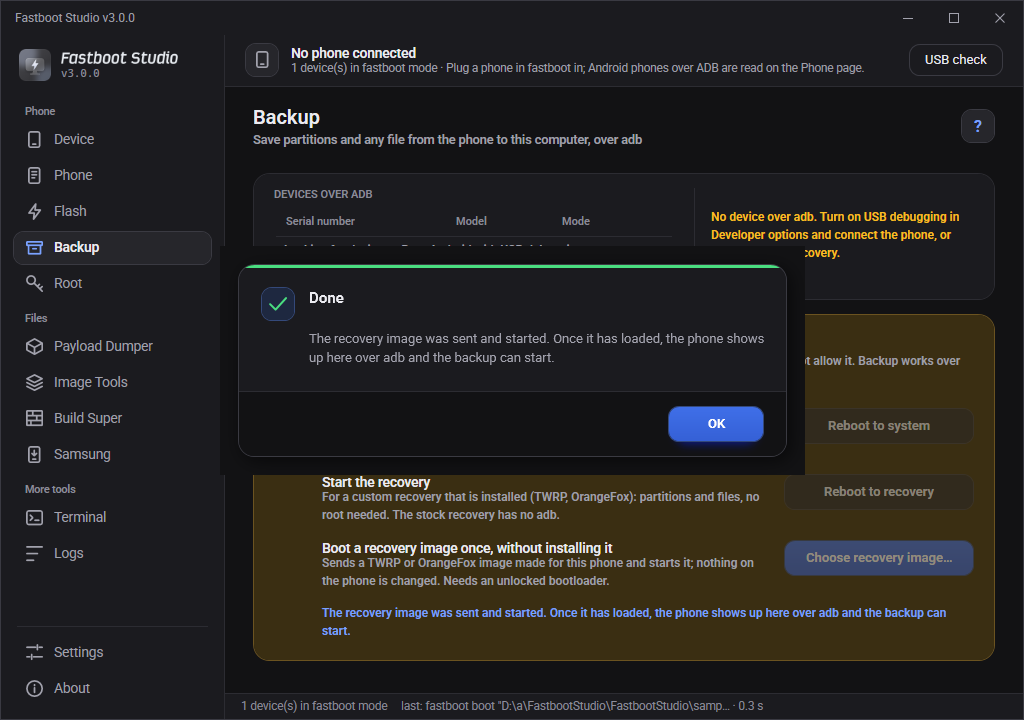 Fastboot Studio v3.0.0
Fastboot Studio
v3.0.0
Phone
Device
Phone
Flash
Backup
Root
Files
Payload Dumper
Image Tools
Build Super
Samsung
More tools
Terminal
Logs
Settings
About
No phone connected
1 device(s) in fastboot mode · Plug a phone in fastboot in; Android phones over ADB are read on the Phone page.
USB check
Backup
Save partitions and any file from the phone to this computer, over adb
?
DEVICES OVER ADB
Serial number Model Mode
No device over adb. Turn on USB debugging in
Developer options and connect the phone, or
Done
The recovery image was sent and started. Once it has loaded, the phone shows
up here over adb and the backup can start.
OK
allow it. Backup works over
Reboot to system
Start the recovery
For a custom recovery that is installed (TWRP, OrangeFox): partitions and files, no
root needed. The stock recovery has no adb.
Reboot to recovery
Boot a recovery image once, without installing it
Sends a TWRP or OrangeFox image made for this phone and starts it; nothing on
the phone is changed. Needs an unlocked bootloader.
Choose recovery image...
The recovery image was sent and started. Once it has loaded, the phone shows up here over adb and the backup can
start.
1 device(s) in fastboot mode last: fastboot boot "D:\a\FastbootStudio\FastbootStudio\samp... · 0.3 s